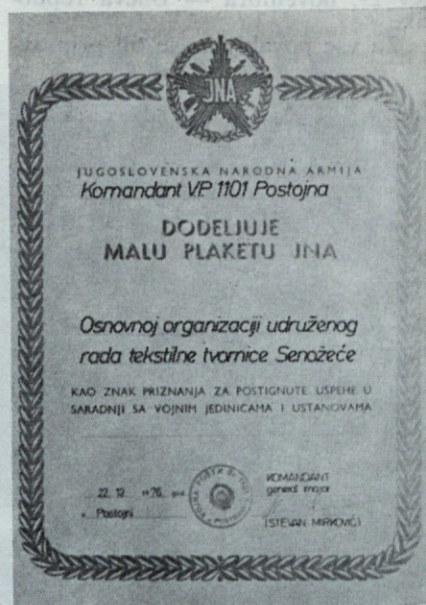 JNA
JUGOSLOVENSKA NARODNA ARMIJA
Komandant V.P. 1101 Postojna
DODELJUJE
MALU PLAKETU JNA
Osnovnoj organizaciji udruženog
rada tekstilne tvornice Senožeće
KAO ZNAK PRIZNANJA ZA POSTIGNUTE USPEHE U
SARADNJI SA VOJNIM JEDINICAMA I USTANOVAMA
22. 12. 1976. god.
Postojni
KOMANDANT
general major
(STEVAN MIRKOVIĆ)